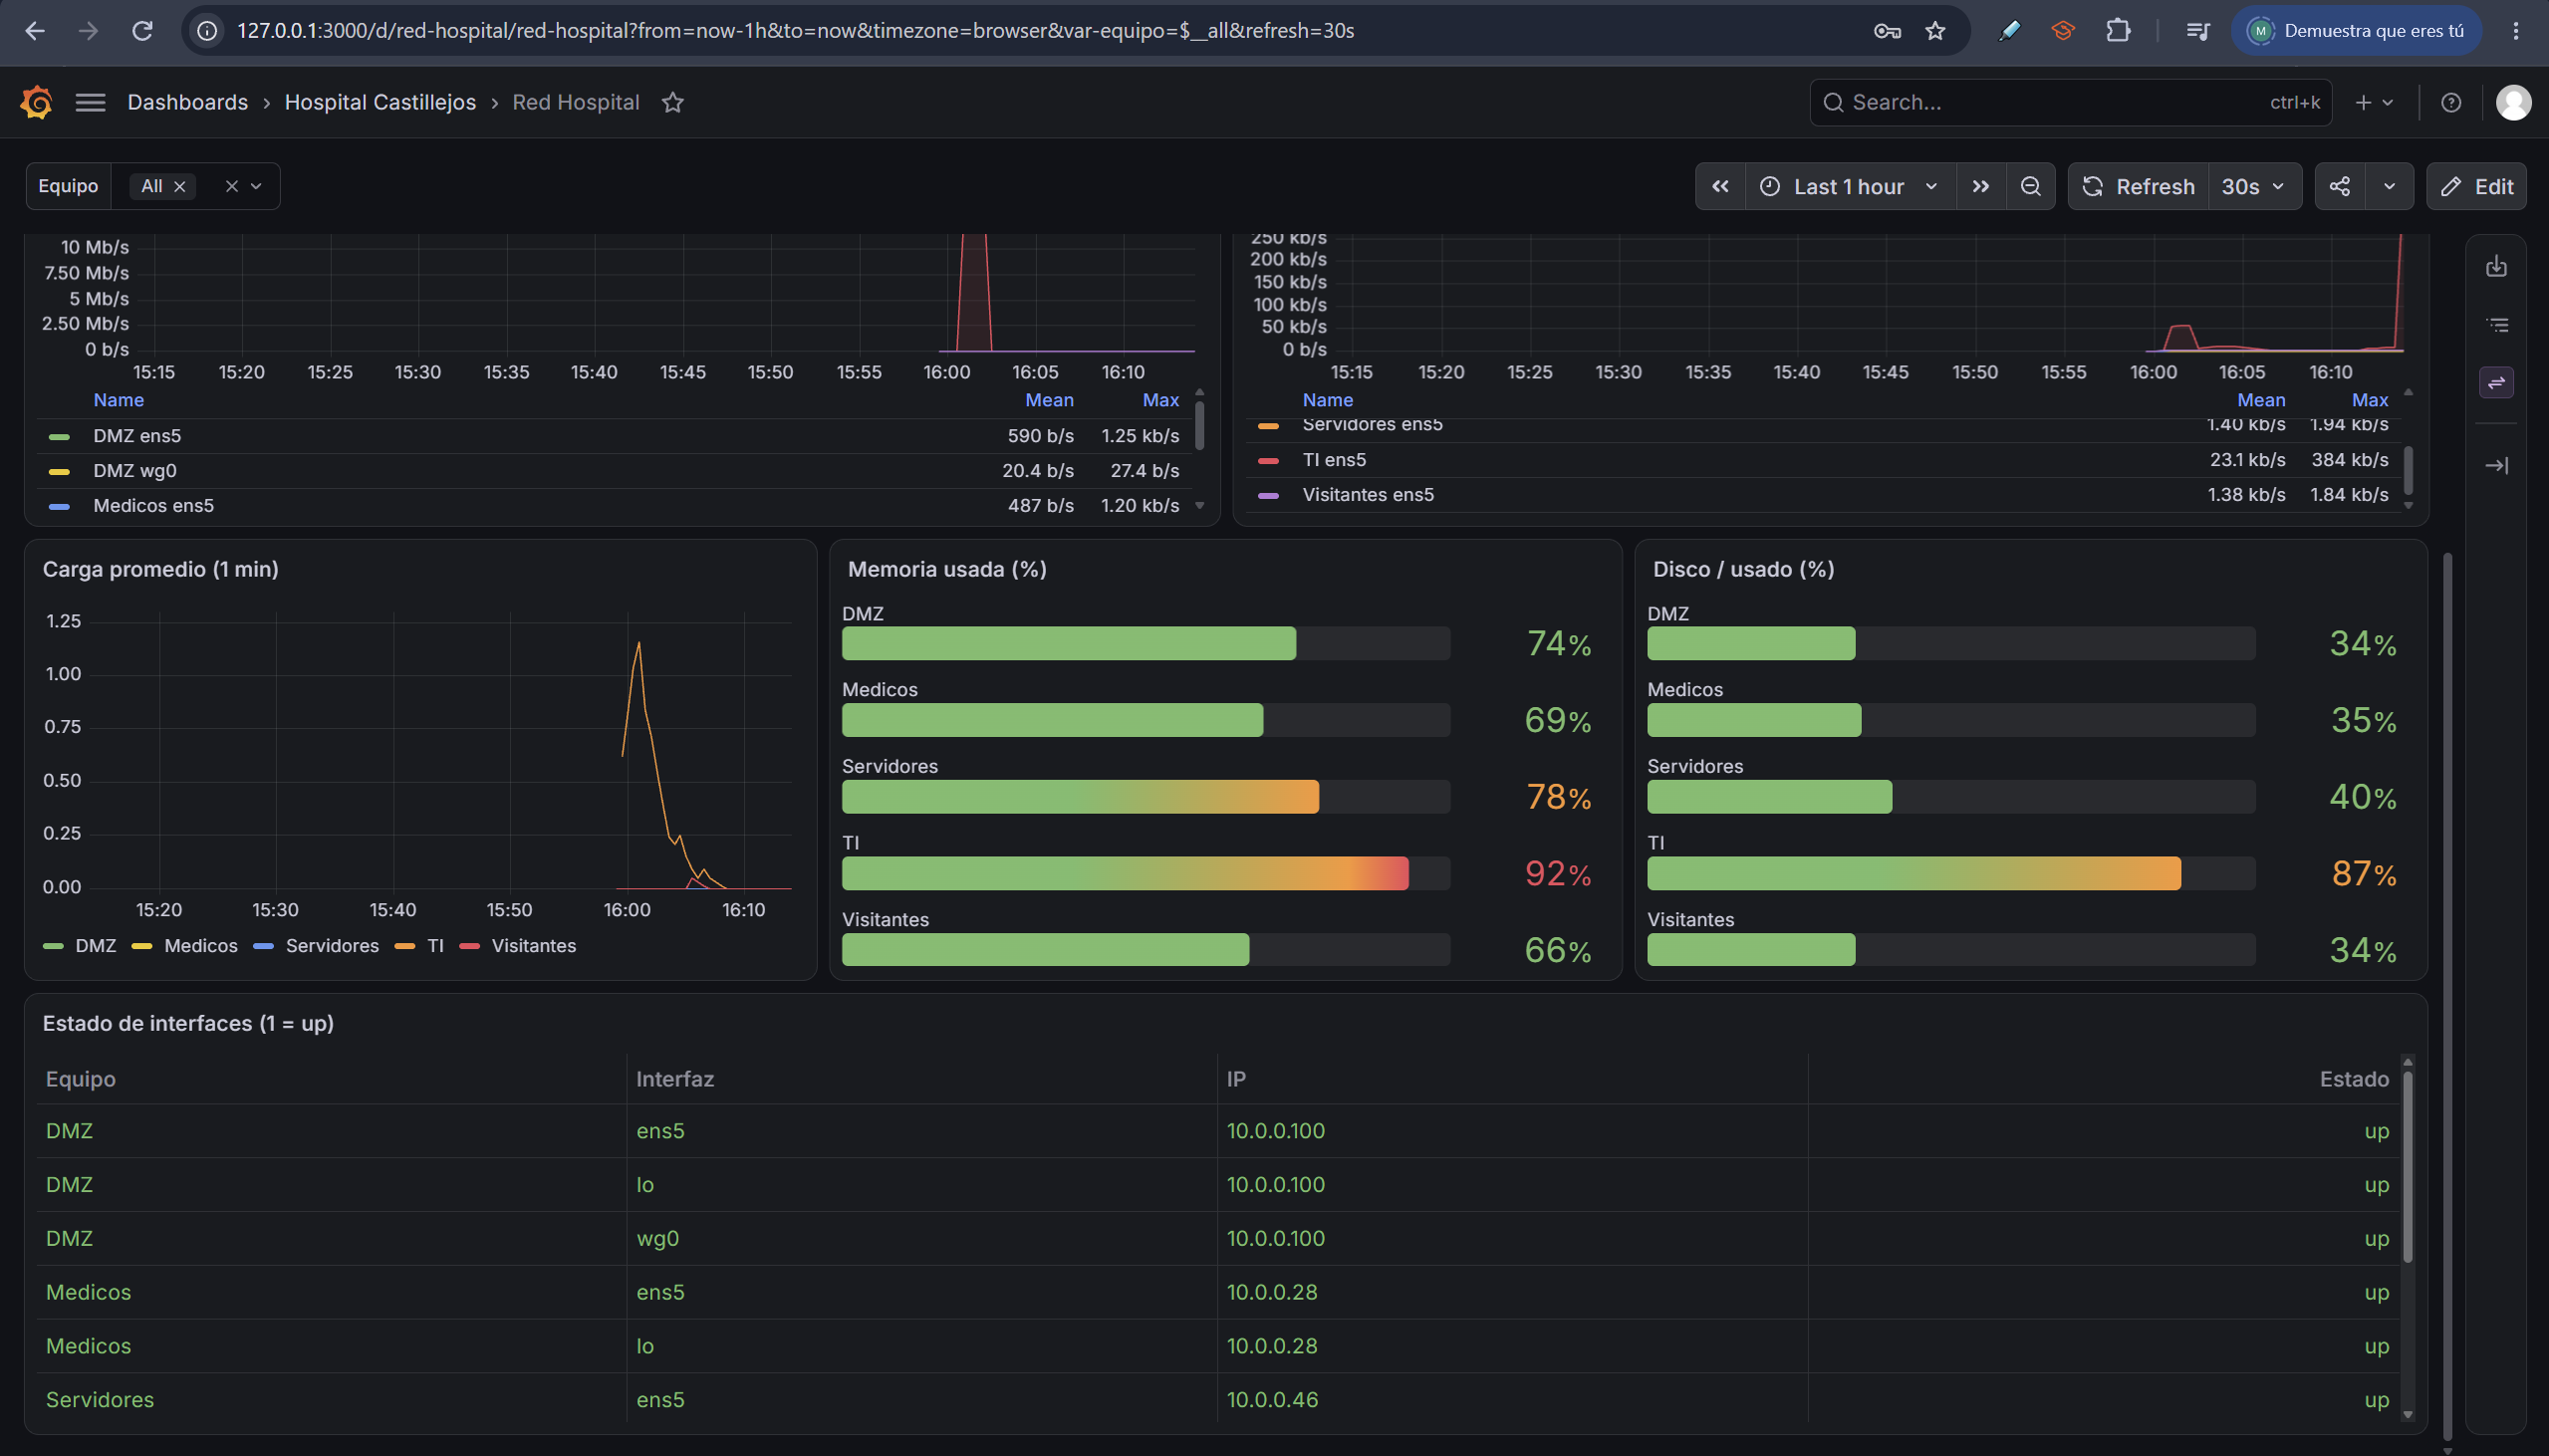 127.0.0.1:3000/d/red-hospital/red-hospital?from=now-1h&to=now&timezone=browser&var-equipo=$__all&refresh=30s
M Demuestra que eres tú
Dashboards › Hospital Castillejos › Red Hospital
Search... ctrl+k
Equipo All
Last 1 hour Refresh 30s Edit
10 Mb/s
7.50 Mb/s
5 Mb/s
2.50 Mb/s
0 b/s
15:15 15:20 15:25 15:30 15:35 15:40 15:45 15:50 15:55 16:00 16:05 16:10
Name Mean Max
DMZ ens5 590 b/s 1.25 kb/s
DMZ wg0 20.4 b/s 27.4 b/s
Medicos ens5 487 b/s 1.20 kb/s
250 kb/s
200 kb/s
150 kb/s
100 kb/s
50 kb/s
0 b/s
15:15 15:20 15:25 15:30 15:35 15:40 15:45 15:50 15:55 16:00 16:05 16:10
Name Mean Max
Servidores ens5 1.40 kb/s 1.94 kb/s
TI ens5 23.1 kb/s 384 kb/s
Visitantes ens5 1.38 kb/s 1.84 kb/s
Carga promedio (1 min)
1.25
1.00
0.75
0.50
0.25
0.00
15:20 15:30 15:40 15:50 16:00 16:10
DMZ Medicos Servidores TI Visitantes
Memoria usada (%)
DMZ
74%
Medicos
69%
Servidores
78%
TI
92%
Visitantes
66%
Disco / usado (%)
DMZ
34%
Medicos
35%
Servidores
40%
TI
87%
Visitantes
34%
Estado de interfaces (1 = up)
Equipo Interfaz IP Estado
DMZ ens5 10.0.0.100 up
DMZ lo 10.0.0.100 up
DMZ wg0 10.0.0.100 up
Medicos ens5 10.0.0.28 up
Medicos lo 10.0.0.28 up
Servidores ens5 10.0.0.46 up